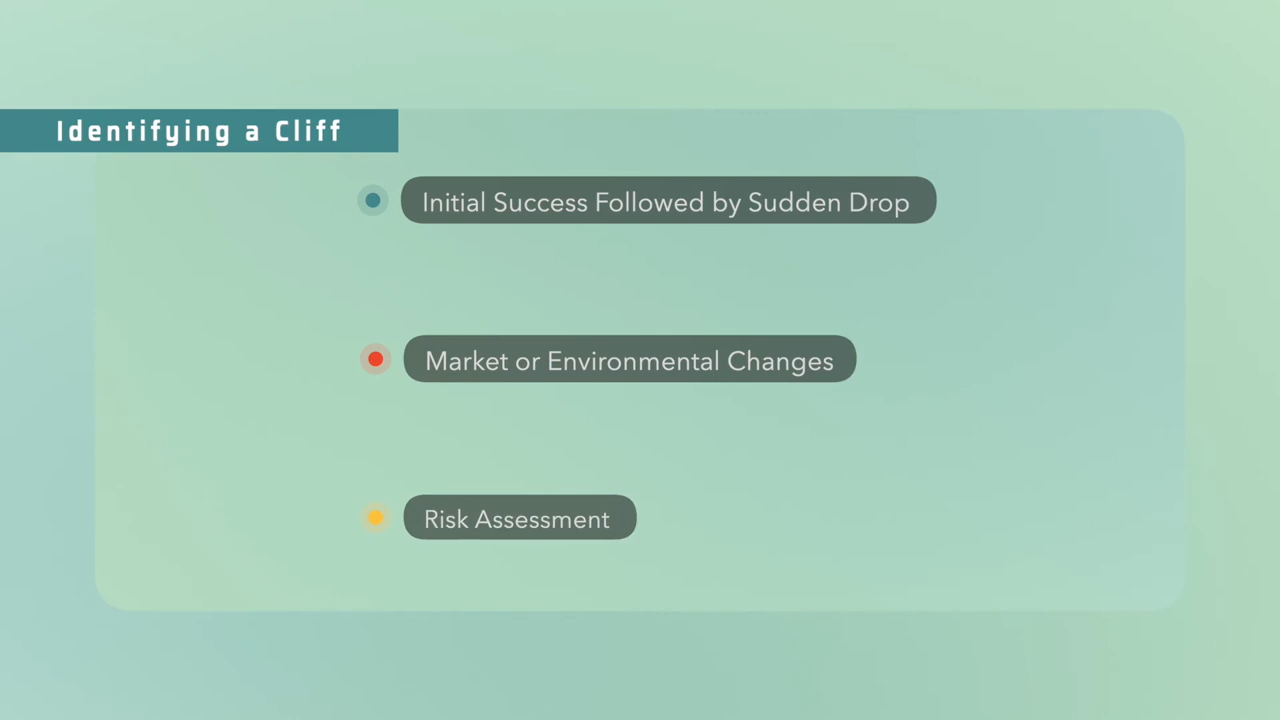 Identifying a Cliff
Initial Success Followed by Sudden Drop
Market or Environmental Changes
Risk Assessment